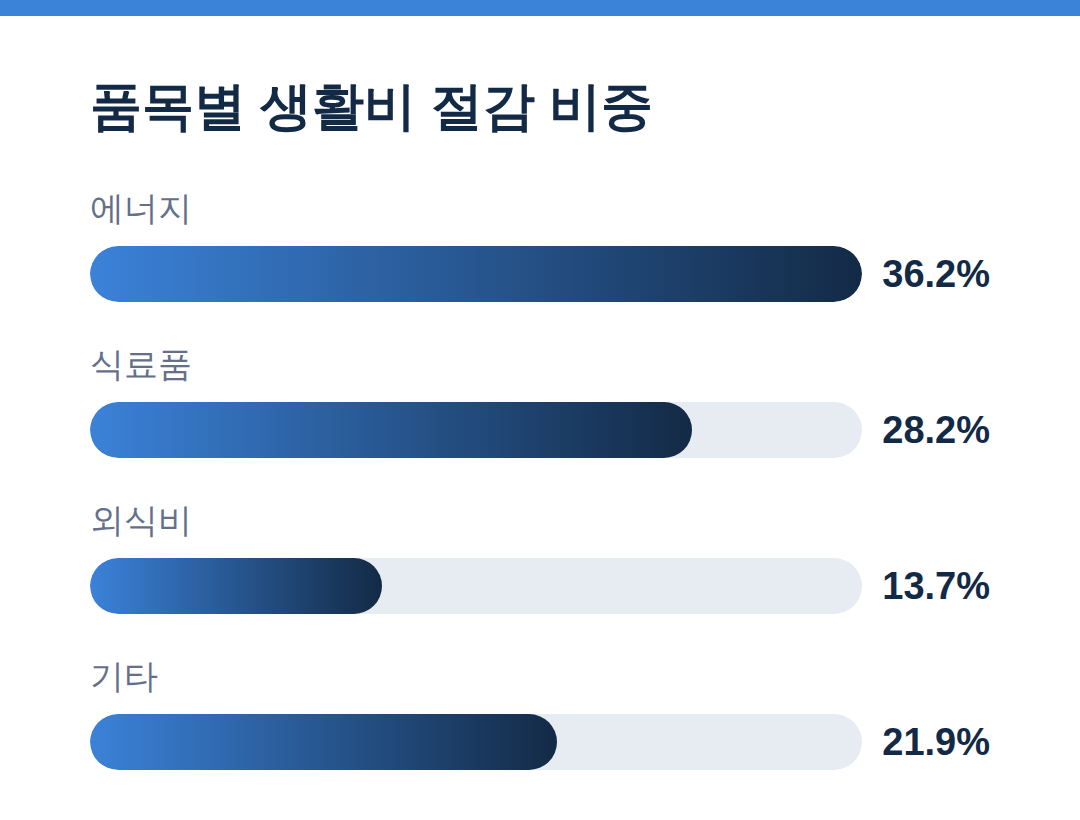 품목별 생활비 절감 비중
에너지
36.2%
식료품
28.2%
외식비
13.7%
기타
21.9%